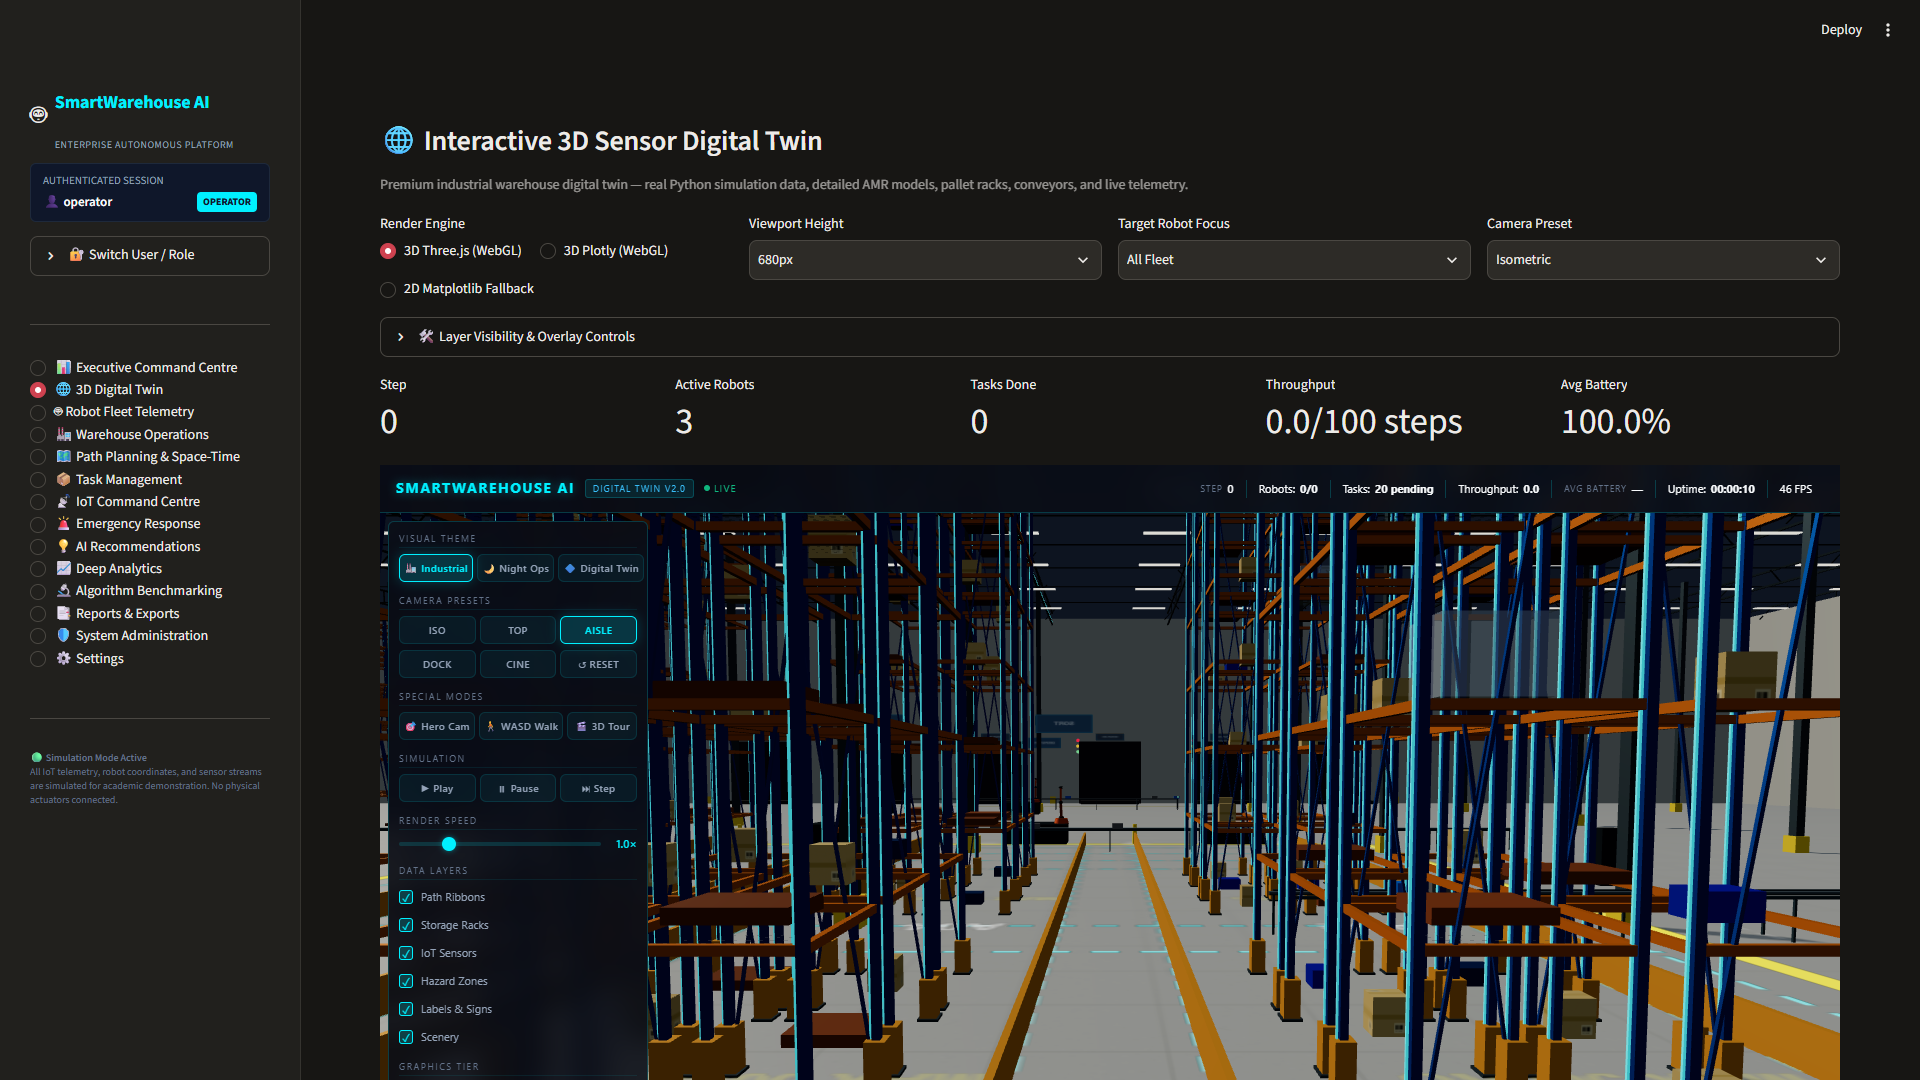 Deploy
SmartWarehouse AI
ENTERPRISE AUTONOMOUS PLATFORM
AUTHENTICATED SESSION
operator
OPERATOR
Switch User / Role
Executive Command Centre
3D Digital Twin
Robot Fleet Telemetry
Warehouse Operations
Path Planning & Space-Time
Task Management
IoT Command Centre
Emergency Response
AI Recommendations
Deep Analytics
Algorithm Benchmarking
Reports & Exports
System Administration
Settings
Simulation Mode Active
All IoT telemetry, robot coordinates, and sensor streams
are simulated for academic demonstration. No physical
actuators connected.
Interactive 3D Sensor Digital Twin
Premium industrial warehouse digital twin — real Python simulation data, detailed AMR models, pallet racks, conveyors, and live telemetry.
Render Engine
3D Three.js (WebGL)
3D Plotly (WebGL)
2D Matplotlib Fallback
Viewport Height
680px
Target Robot Focus
All Fleet
Camera Preset
Isometric
Layer Visibility & Overlay Controls
Step
0
Active Robots
3
Tasks Done
0
Throughput
0.0/100 steps
Avg Battery
100.0%
SMARTWAREHOUSE AI DIGITAL TWIN V2.0 LIVE
STEP 0 Robots: 0/0 Tasks: 20 pending Throughput: 0.0 AVG BATTERY — Uptime: 00:00:10 46 FPS
VISUAL THEME
Industrial Night Ops Digital Twin
CAMERA PRESETS
ISO TOP AISLE
DOCK CINE ↺ RESET
SPECIAL MODES
Hero Cam WASD Walk 3D Tour
SIMULATION
▶ Play ⏸ Pause ⏭ Step
RENDER SPEED
1.0×
DATA LAYERS
Path Ribbons
Storage Racks
IoT Sensors
Hazard Zones
Labels & Signs
Scenery
GRAPHICS TIER